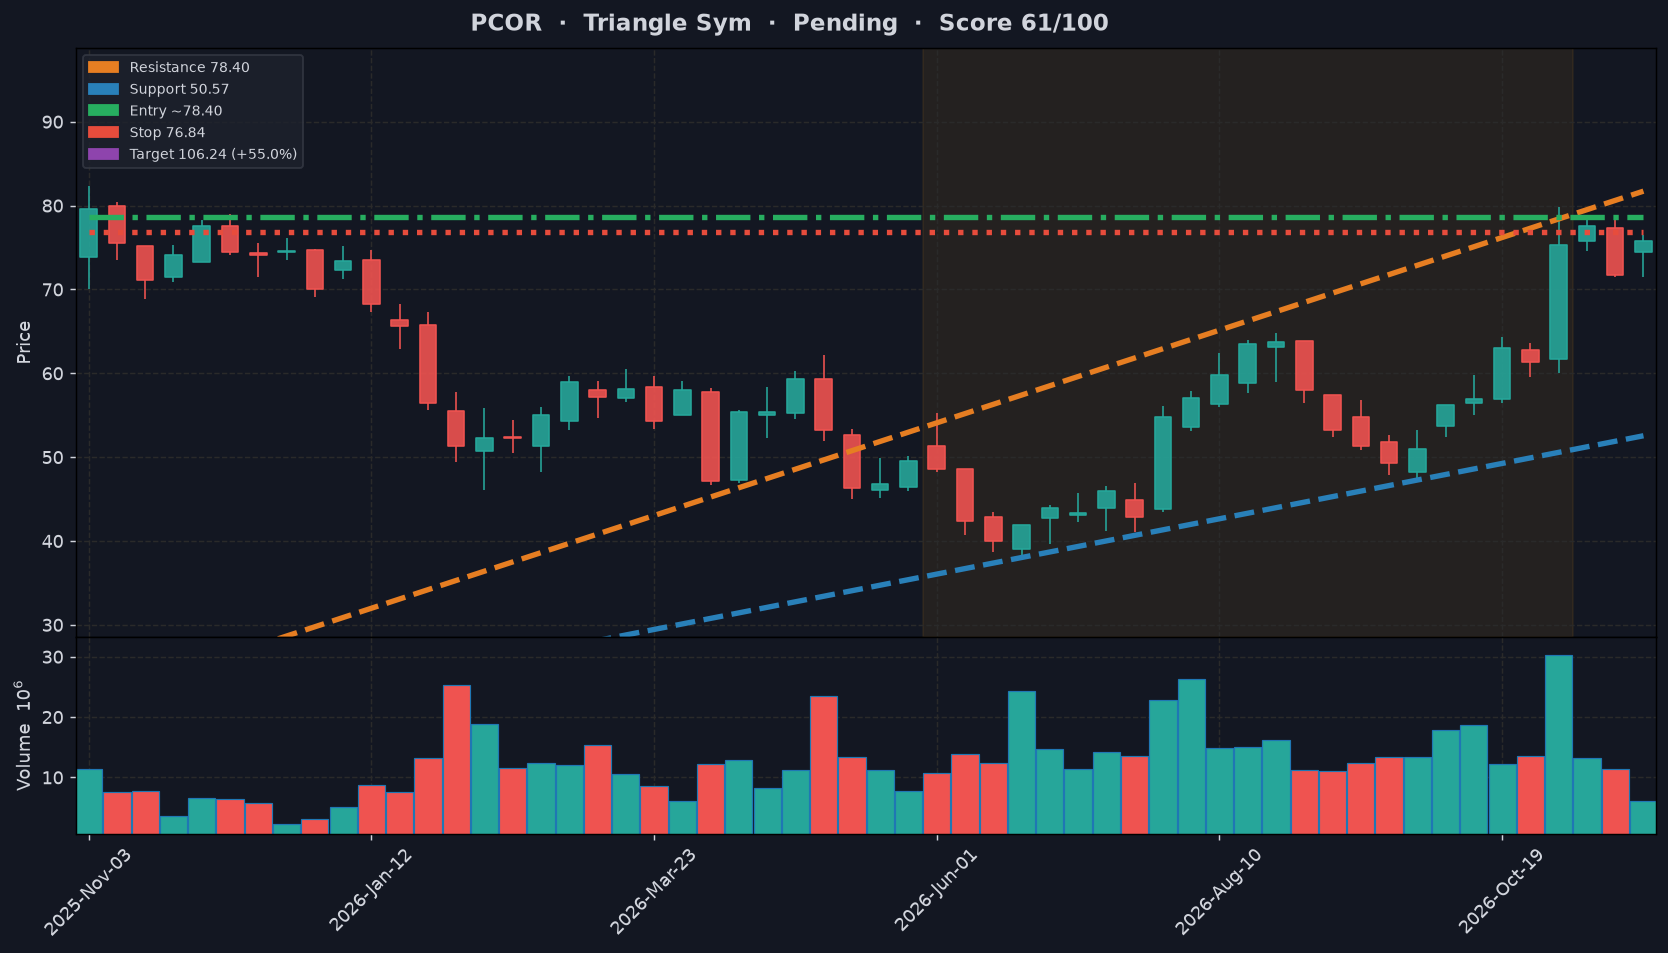 PCOR · Triangle Sym · Pending · Score 61/100
Resistance 78.40
Support 50.57
Entry ~78.40
Stop 76.84
Target 106.24 (+55.0%)
Price
90
80
70
60
50
40
30
Volume 10⁶
30
20
10
2025-Nov-03
2026-Jan-12
2026-Mar-23
2026-Jun-01
2026-Aug-10
2026-Oct-19